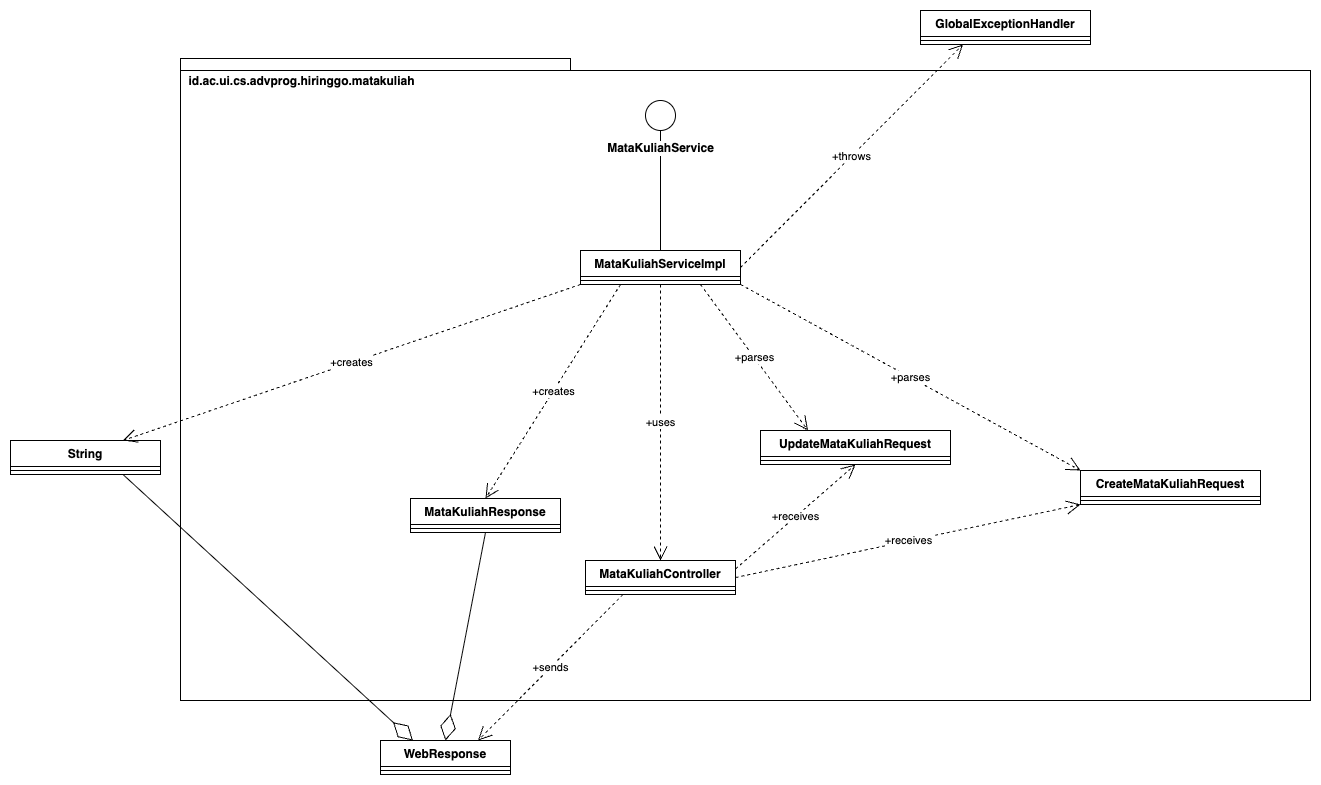 GlobalExceptionHandler
id.ac.ui.cs.advprog.hiringgo.matakuliah
MataKuliahService
+throws
MataKuliahServiceImpl
+creates
+creates
+uses
+parses
+parses
String
MataKuliahResponse
UpdateMataKuliahRequest
CreateMataKuliahRequest
+receives
+receives
MataKuliahController
+sends
WebResponse